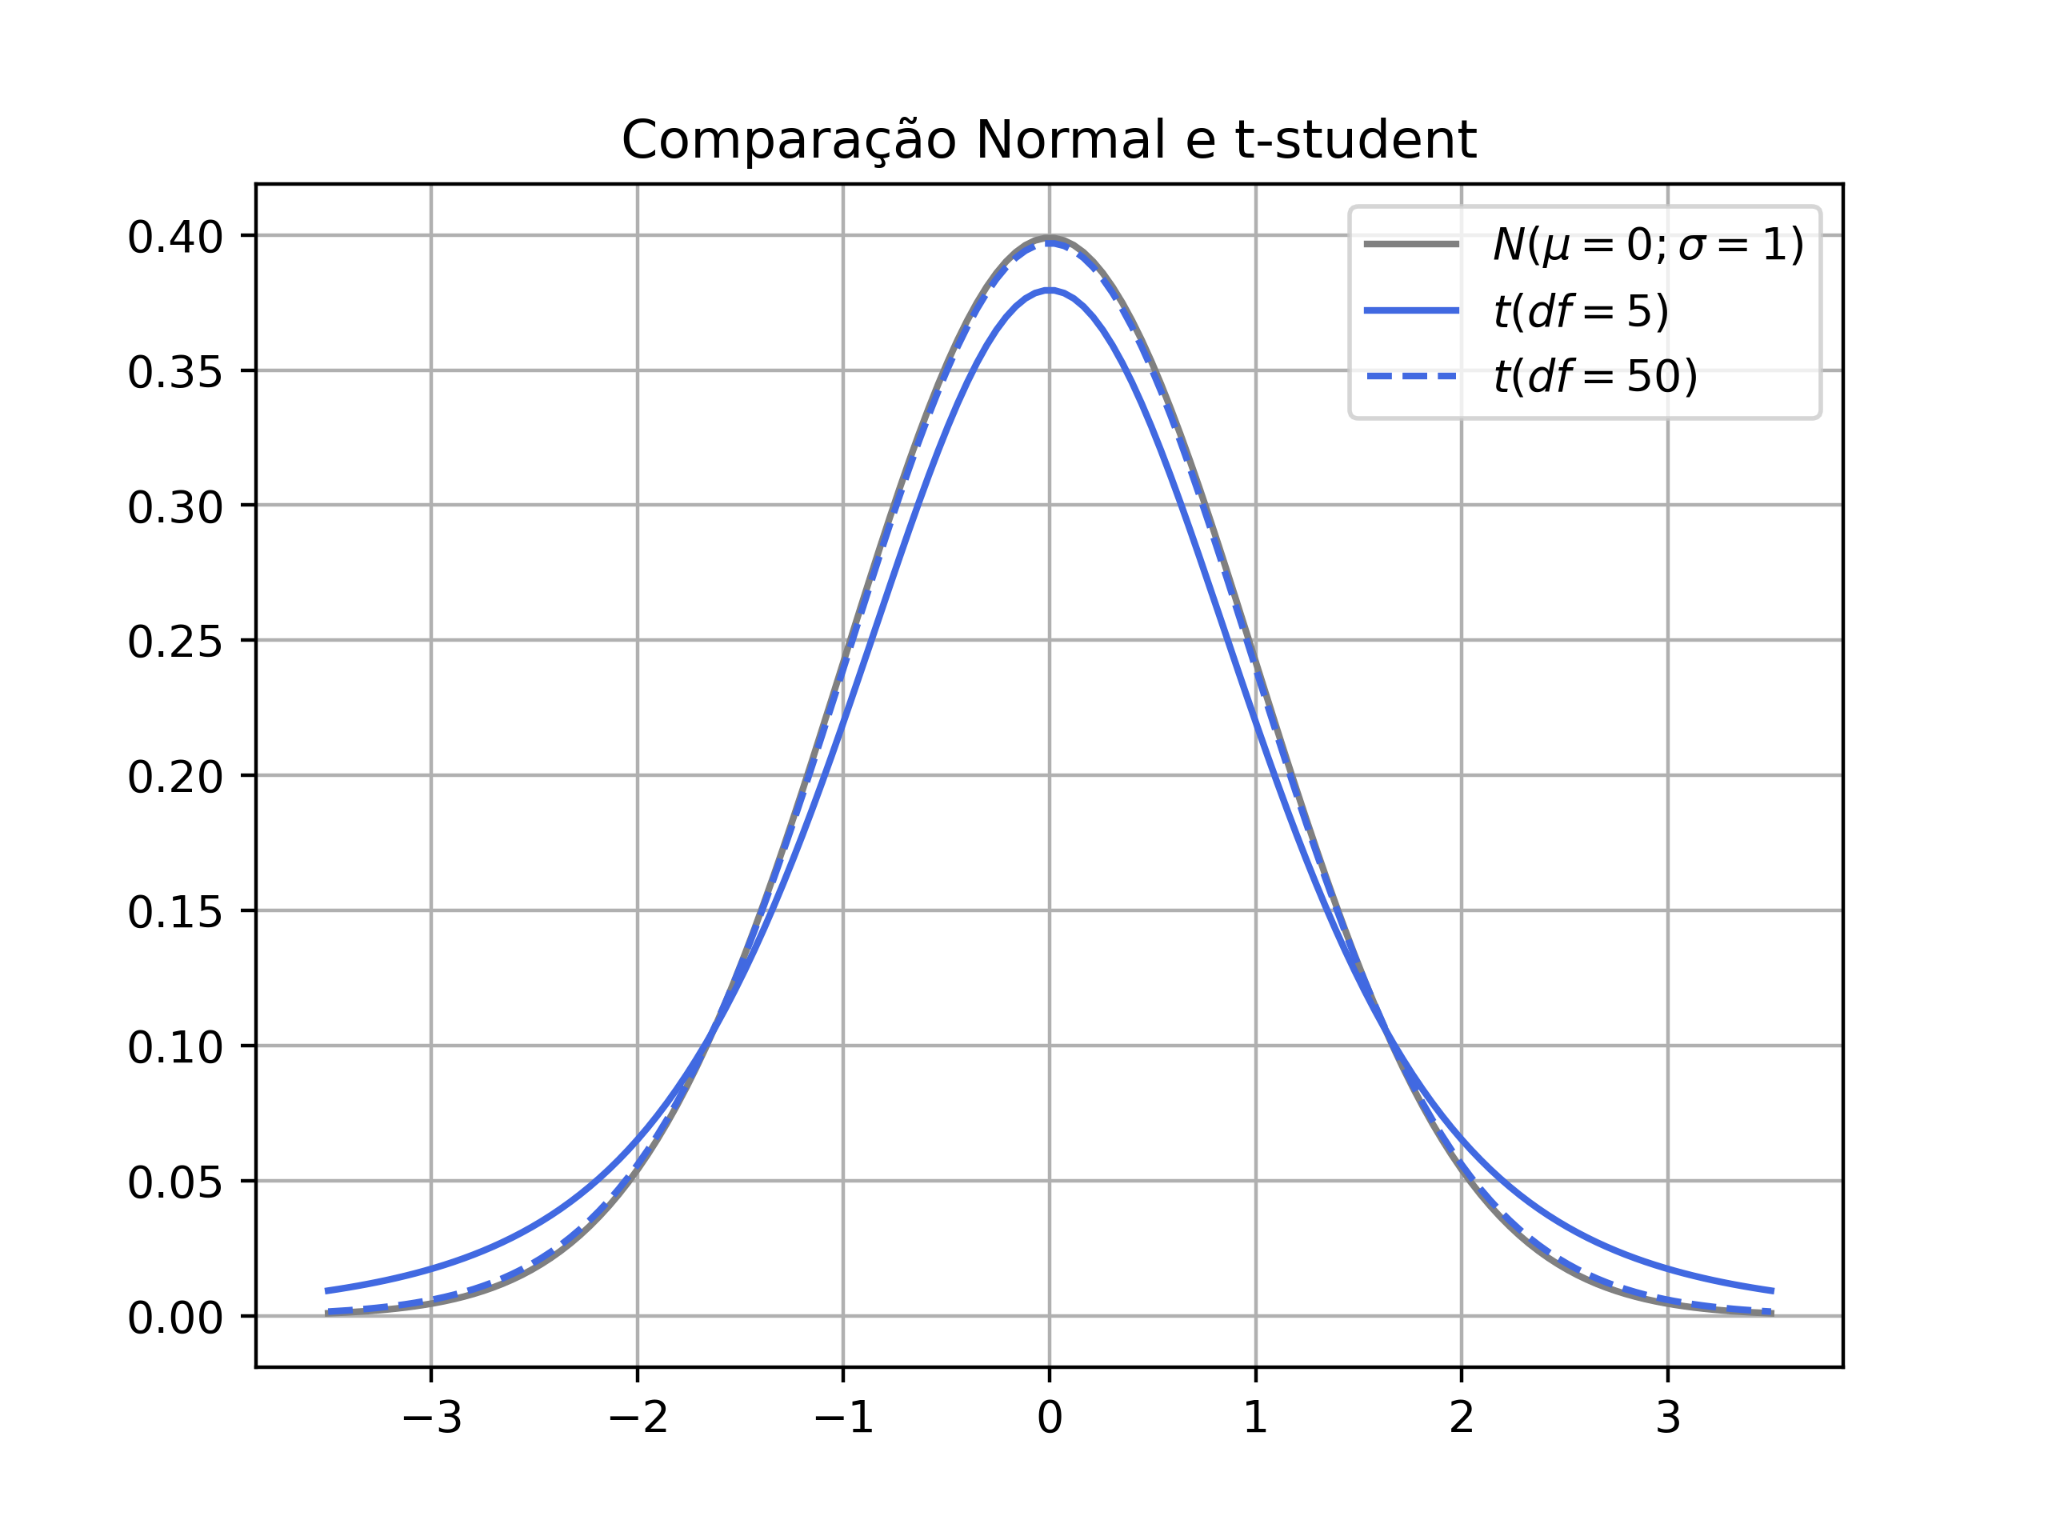 Comparação Normal e t-student
N(μ = 0; σ = 1)
t(df = 5)
t(df = 50)
0.40
0.35
0.30
0.25
0.20
0.15
0.10
0.05
0.00
−3 −2 −1 0 1 2 3